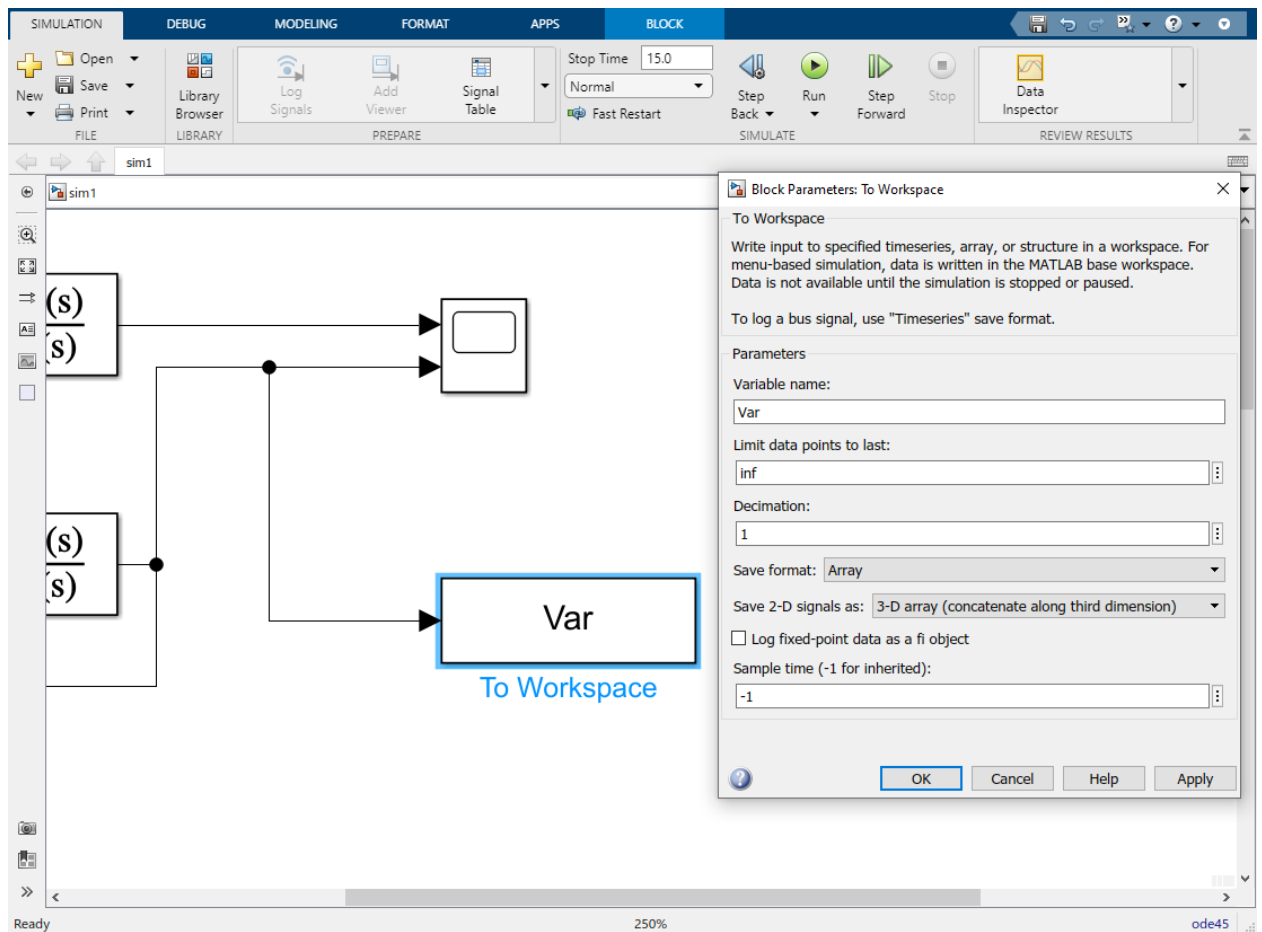 SIMULATION DEBUG MODELING FORMAT APPS BLOCK
New
Open
Save
Print
FILE
Library
Browser
LIBRARY
Log
Signals
Add
Viewer
Signal
Table
PREPARE
Stop Time 15.0
Normal
Fast Restart
Step
Back
Run
Step
Forward
Stop
SIMULATE
Data
Inspector
REVIEW RESULTS
sim1
sim1
(s)
(s)
(s)
(s)
Var
To Workspace
Block Parameters: To Workspace
To Workspace
Write input to specified timeseries, array, or structure in a workspace. For
menu-based simulation, data is written in the MATLAB base workspace.
Data is not available until the simulation is stopped or paused.
To log a bus signal, use "Timeseries" save format.
Parameters
Variable name:
Var
Limit data points to last:
inf
Decimation:
1
Save format: Array
Save 2-D signals as: 3-D array (concatenate along third dimension)
Log fixed-point data as a fi object
Sample time (-1 for inherited):
-1
OK Cancel Help Apply
Ready 250% ode45